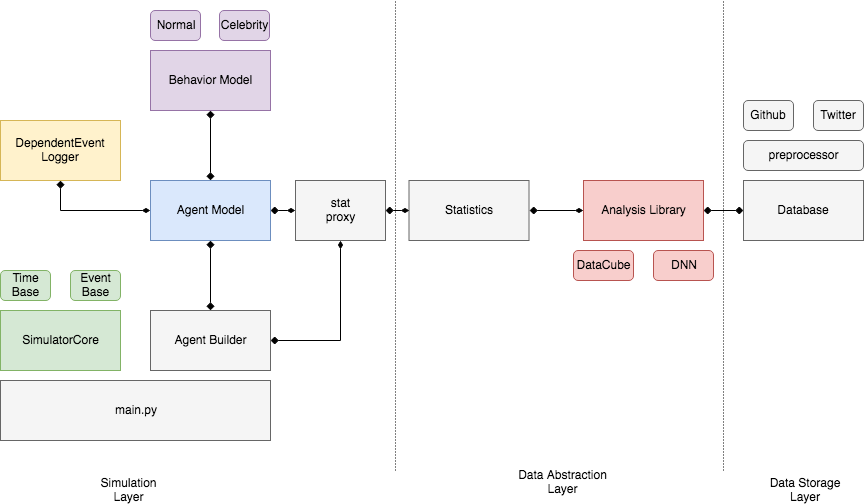 Normal
Celebrity
Behavior Model
DependentEvent
Logger
Agent Model
stat
proxy
Statistics
Analysis Library
Github
Twitter
preprocessor
Database
DataCube
DNN
Time
Base
Event
Base
SimulatorCore
Agent Builder
main.py
Simulation
Layer
Data Abstraction
Layer
Data Storage
Layer